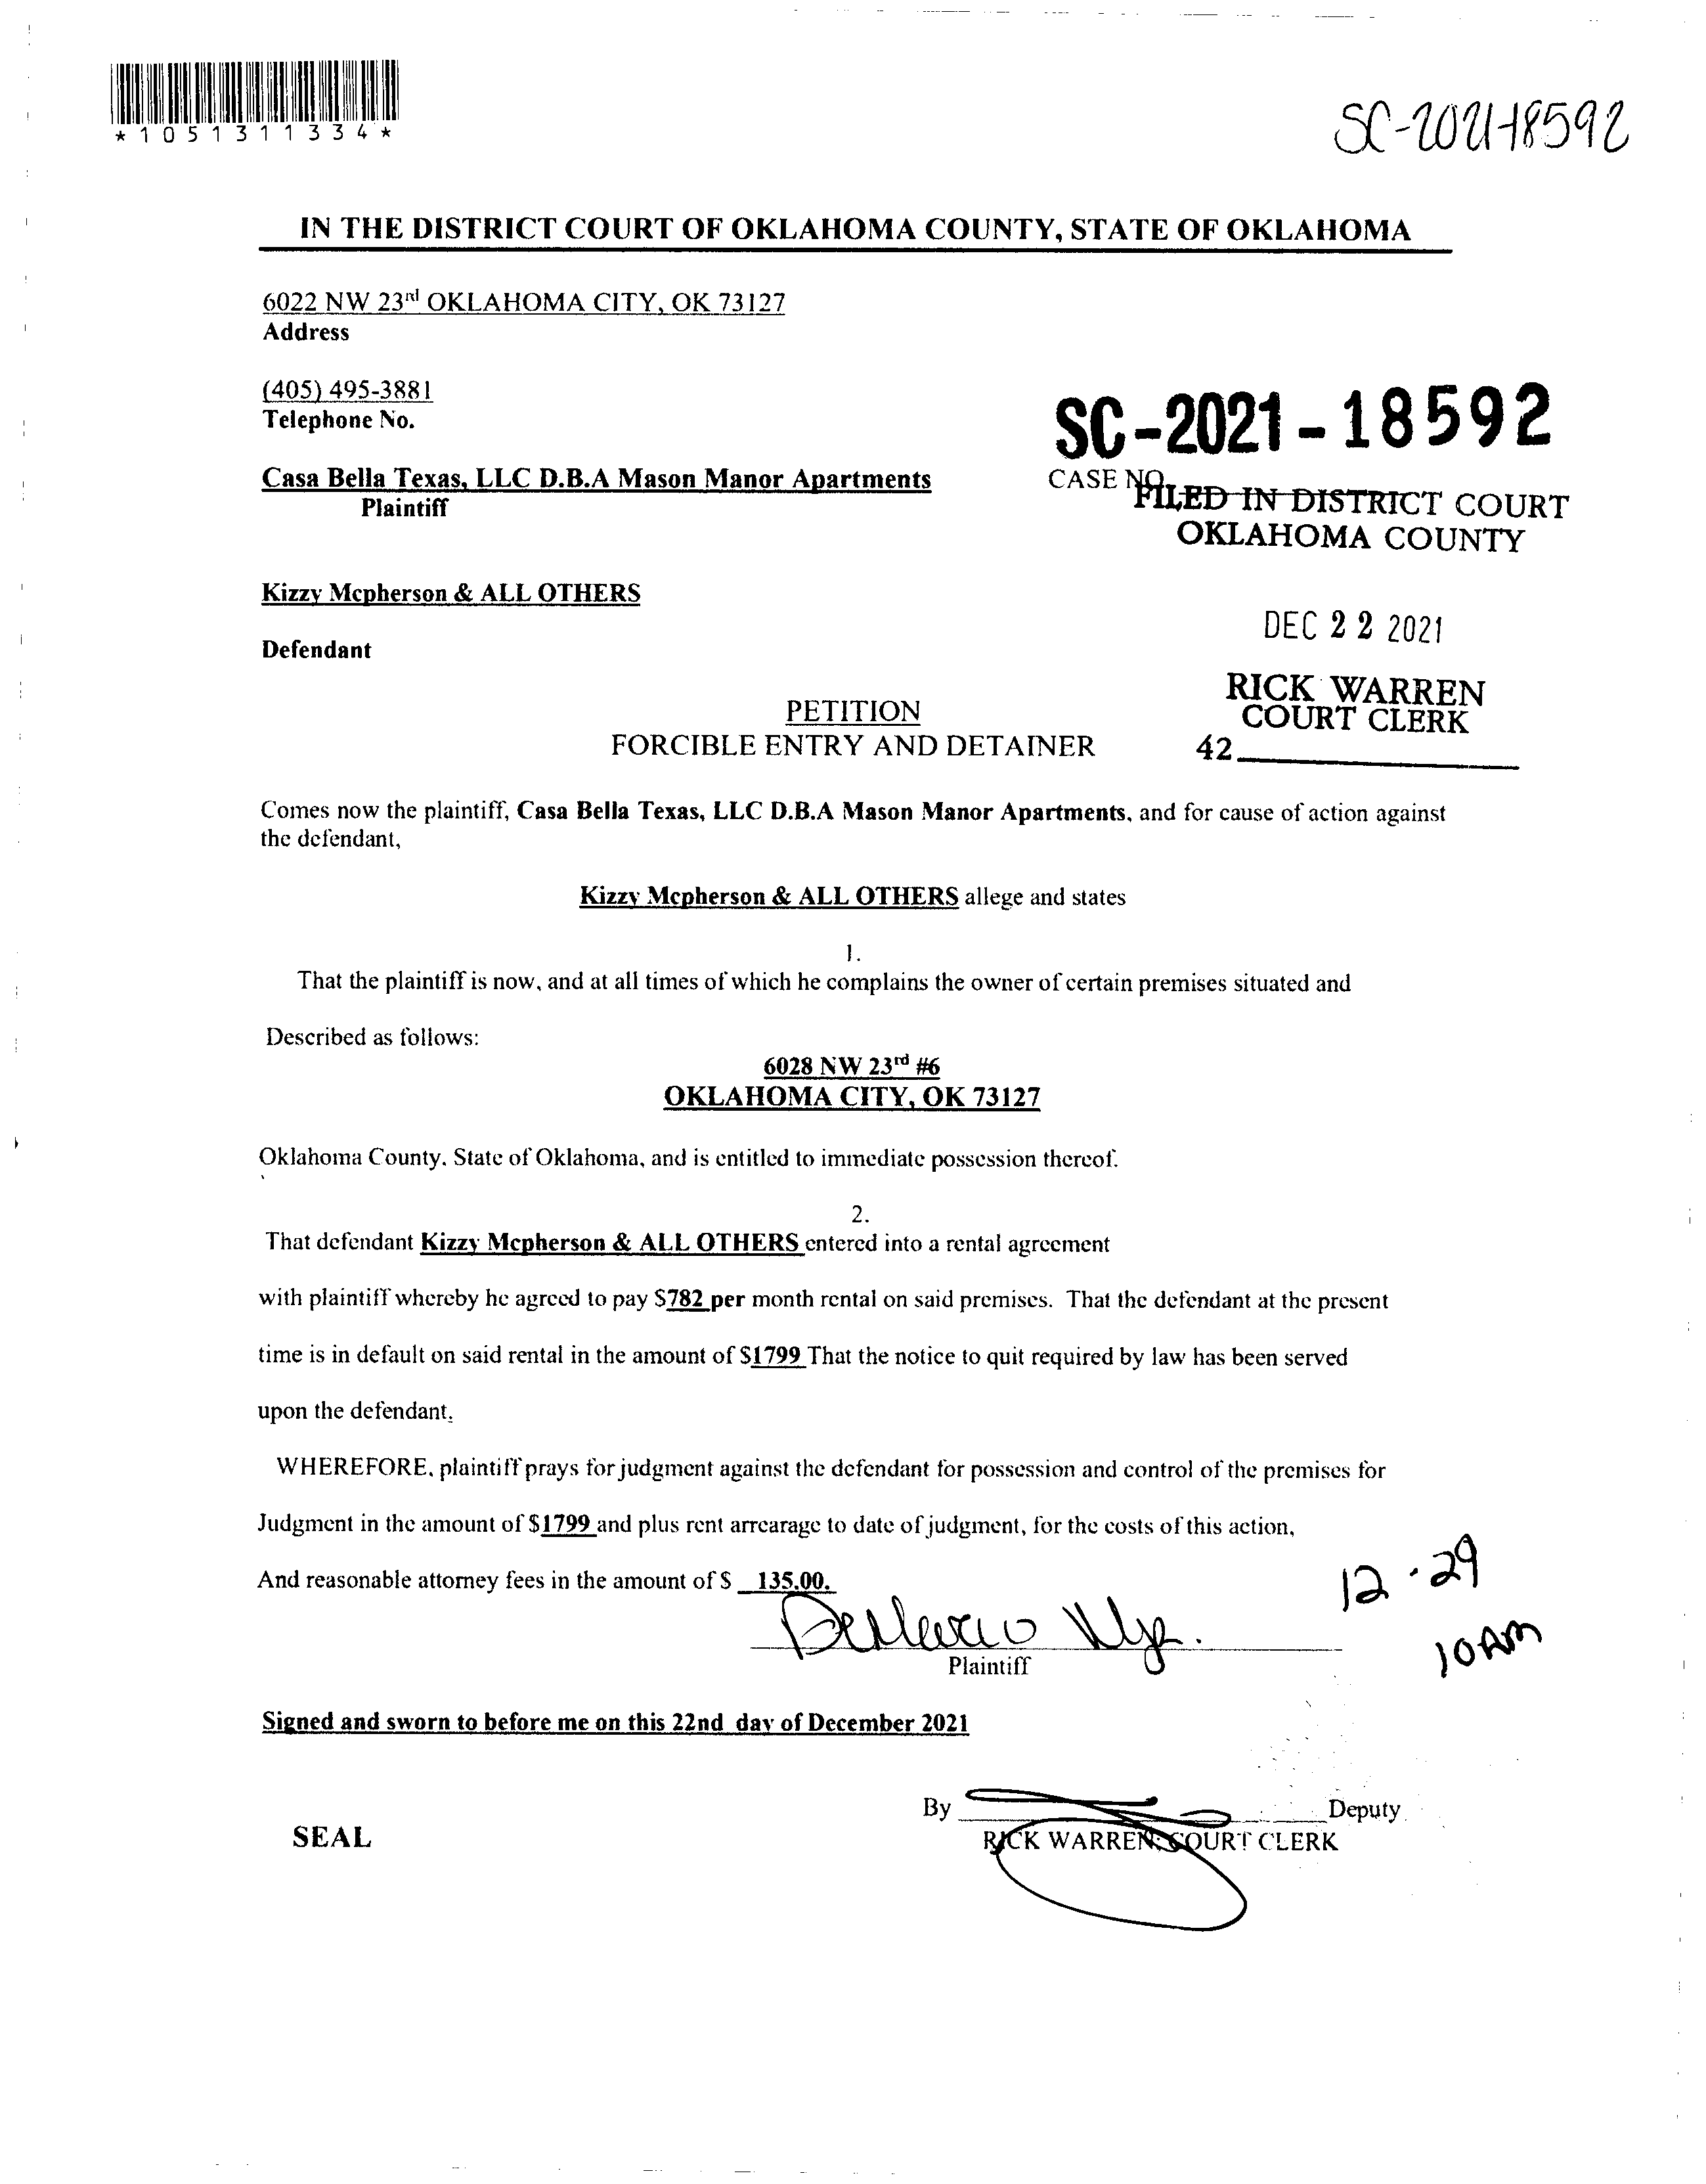 *1051311334*
SC-2021-18592
IN THE DISTRICT COURT OF OKLAHOMA COUNTY, STATE OF OKLAHOMA
6022 NW 23rd OKLAHOMA CITY, OK 73127
Address
(405) 495-3881
Telephone No.
SC-2021-18592
Casa Bella Texas, LLC D.B.A Mason Manor Apartments
CASE NO.
Plaintiff
FILED IN DISTRICT COURT
OKLAHOMA COUNTY
Kizzy Mcpherson & ALL OTHERS
DEC 22 2021
Defendant
RICK WARREN
COURT CLERK
42
PETITION
FORCIBLE ENTRY AND DETAINER
Comes now the plaintiff, Casa Bella Texas, LLC D.B.A Mason Manor Apartments, and for cause of action against
the defendant,
Kizzy Mcpherson & ALL OTHERS allege and states
1.
That the plaintiff is now, and at all times of which he complains the owner of certain premises situated and
Described as follows:
6028 NW 23rd #6
OKLAHOMA CITY, OK 73127
Oklahoma County, State of Oklahoma, and is entitled to immediate possession thereof.
2.
That defendant Kizzy Mcpherson & ALL OTHERS entered into a rental agreement
with plaintiff whereby he agreed to pay $782 per month rental on said premises. That the defendant at the present
time is in default on said rental in the amount of $1799 That the notice to quit required by law has been served
upon the defendant.
WHEREFORE, plaintiff prays for judgment against the defendant for possession and control of the premises for
Judgment in the amount of $1799 and plus rent arrearage to date of judgment, for the costs of this action,
And reasonable attorney fees in the amount of $ 135.00.
12-29
10AM
Plaintiff
Signed and sworn to before me on this 22nd day of December 2021
By Deputy
SEAL
RICK WARREN, COURT CLERK